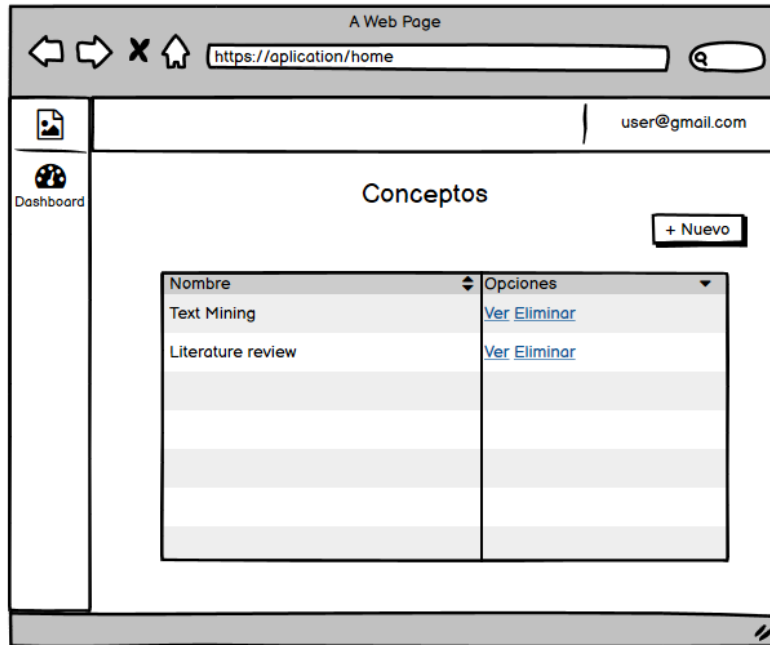 A Web Page
https://aplication/home
user@gmail.com
Dashboard
Conceptos
+ Nuevo
Nombre Opciones
Text Mining Ver Eliminar
Literature review Ver Eliminar